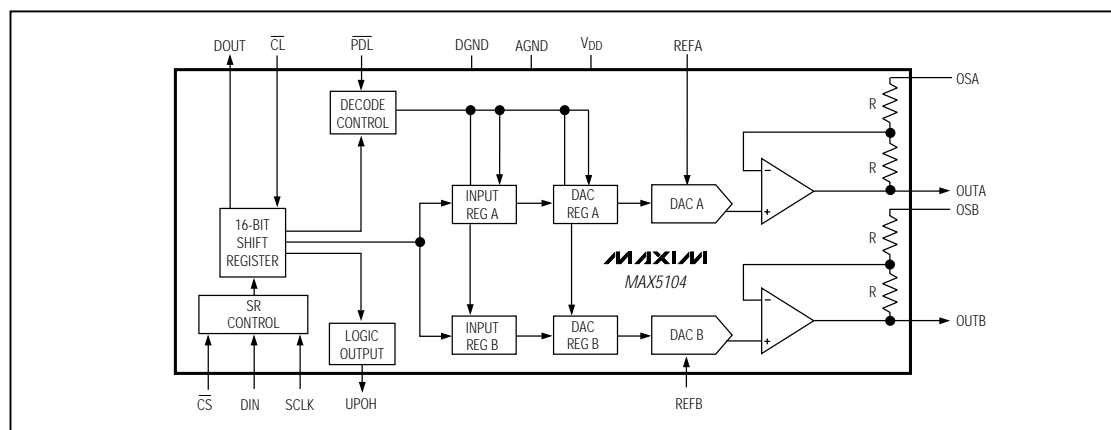 DOUT
CL
PDL
DGND
AGND
VDD
REFA
OSA
DECODE
CONTROL
R
R
INPUT
REG A
DAC
REG A
DAC A
−
+
OUTA
OSB
16-BIT
SHIFT
REGISTER
MAXIM
MAX5104
R
R
SR
CONTROL
LOGIC
OUTPUT
INPUT
REG B
DAC
REG B
DAC B
−
+
OUTB
CS
DIN
SCLK
UPOH
REFB